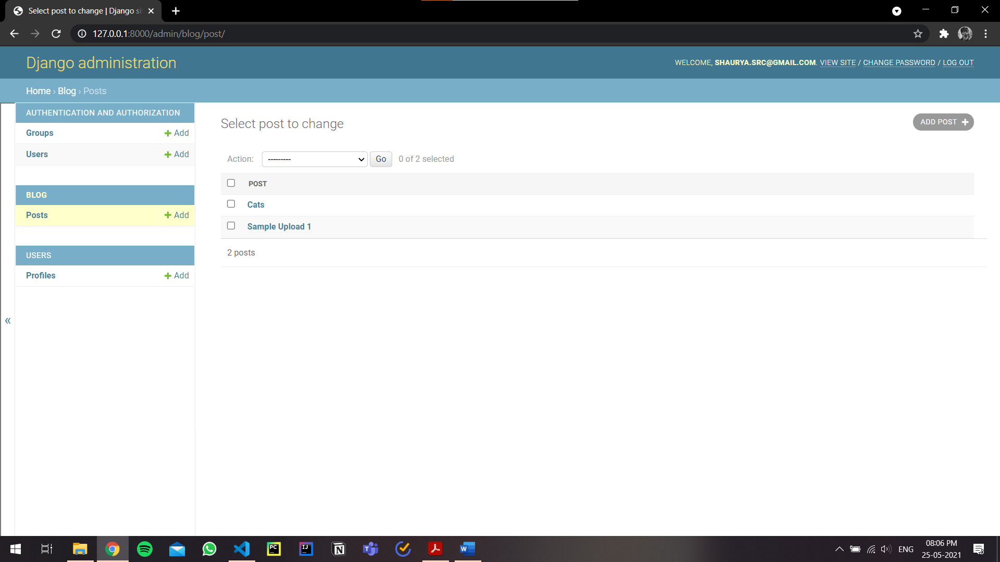 Select post to change | Django si
127.0.0.1:8000/admin/blog/post/
Django administration
WELCOME, SHAURYA.SRC@GMAIL.COM. VIEW SITE / CHANGE PASSWORD / LOG OUT
Home › Blog › Posts
AUTHENTICATION AND AUTHORIZATION
Groups + Add
Users + Add
BLOG
Posts + Add
USERS
Profiles + Add
«
Select post to change
ADD POST +
Action: --------- Go 0 of 2 selected
POST
Cats
Sample Upload 1
2 posts
PC
IJ
N
T
W
ENG
08:06 PM
25-05-2021